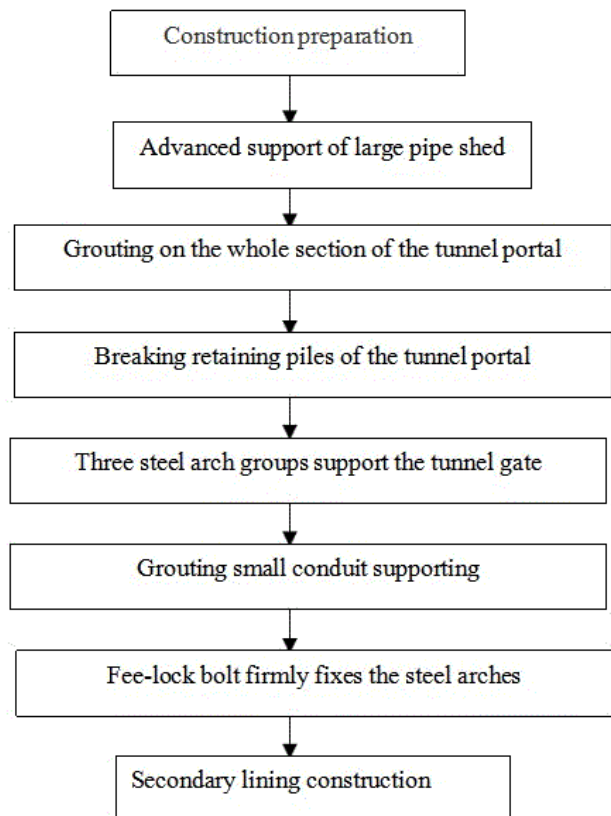 Construction preparation
Advanced support of large pipe shed
Grouting on the whole section of the tunnel portal
Breaking retaining piles of the tunnel portal
Three steel arch groups support the tunnel gate
Grouting small conduit supporting
Fee-lock bolt firmly fixes the steel arches
Secondary lining construction